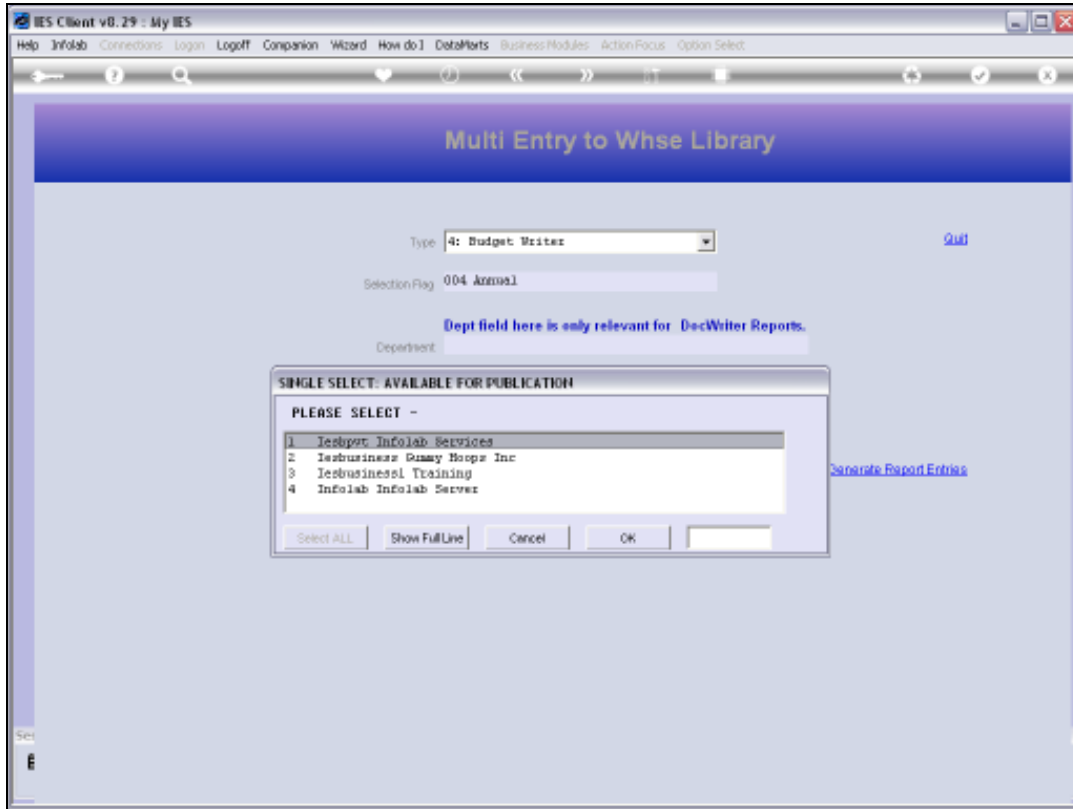 IES Client v8.29 : My IES
Help Infolab Connections Logon Logoff Companion Wizard How do I DataMarts Business Modules Action Focus Option Select
Multi Entry to Whse Library
Type 4: Budget Writer Quit
Selection Flag 004 Annual
Dept field here is only relevant for DocWriter Reports.
Department
SINGLE SELECT: AVAILABLE FOR PUBLICATION
PLEASE SELECT -
1 Iesbpvt Infolab Services
2 Iesbusiness Gummy Hoops Inc
3 Iesbusiness1 Training
4 Infolab Infolab Server
Generate Report Entries
Select ALL Show Full Line Cancel OK